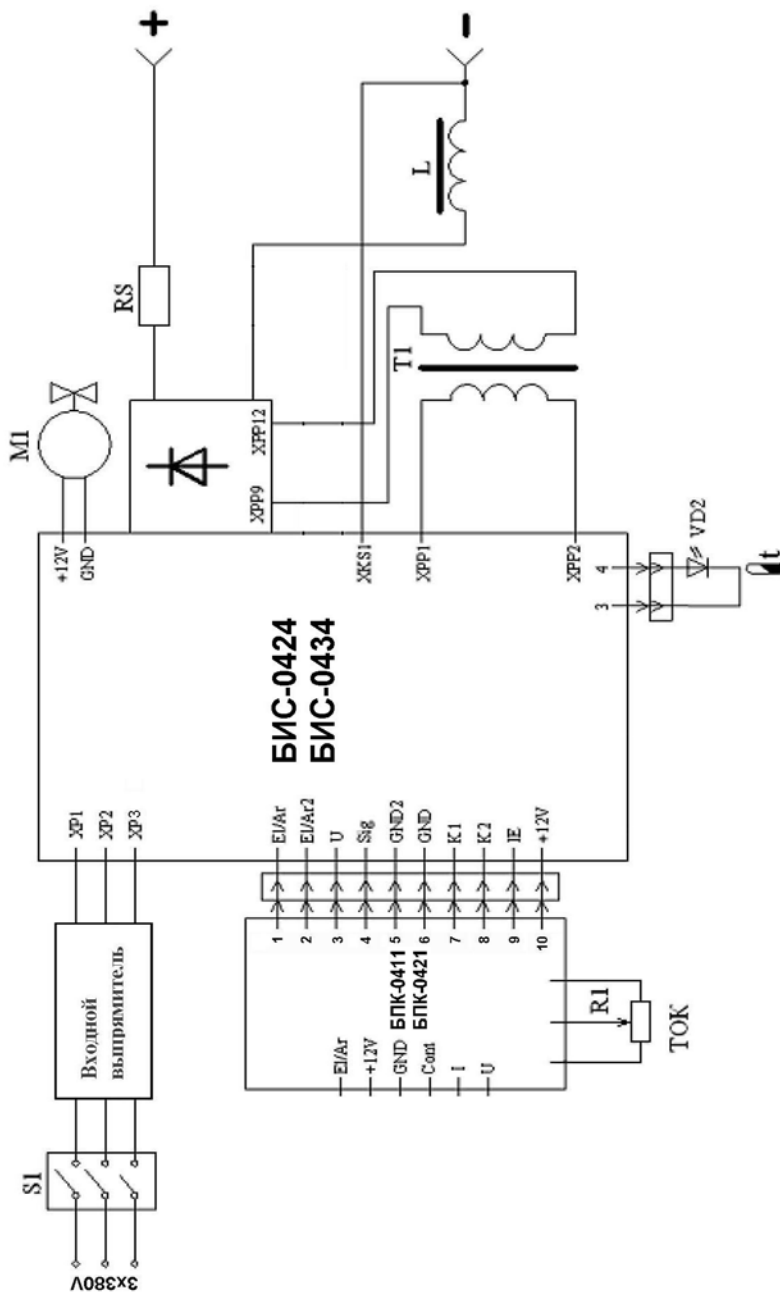 3x380V
S1
Входной
выпрямитель
XP1
XP2
XP3
+12V
GND
M1
RS
+
-
L
T1
XPP9
XPP12
XKS1
XPP1
XPP2
БИС-0424
БИС-0434
El/Ar
El/Ar2
U
Sig
GND2
GND
K1
K2
IE
+12V
1
2
3
4
5
6
7
8
9
10
БПК-0411
БПК-0421
El/Ar
+12V
GND
Com
I
U
R1
ТОК
3
4
VD2
t